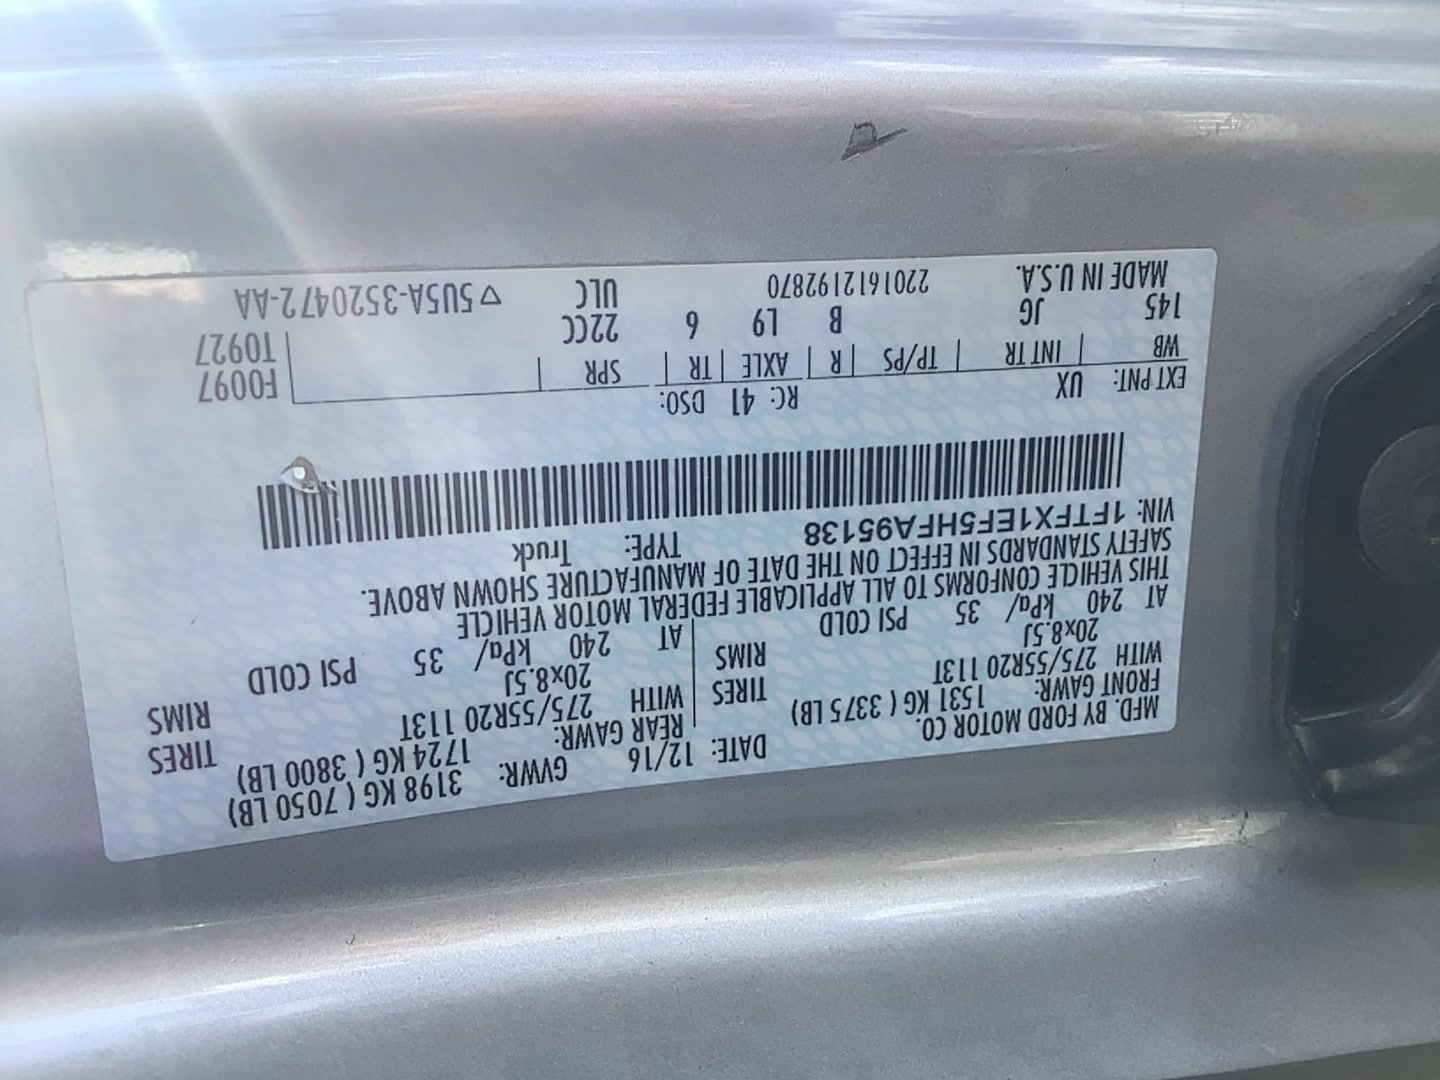 MFD. BY FORD MOTOR CO.
DATE: 12/16 GVWR: 3198 KG ( 7050 LB)
FRONT GAWR: 1531 KG ( 3375 LB)
REAR GAWR: 1724 KG ( 3800 LB)
WITH 275/55R20 113T TIRES
WITH 275/55R20 113T TIRES
20x8.5J RIMS
20x8.5J RIMS
AT 240 kPa/ 35 PSI COLD
AT 240 kPa/ 35 PSI COLD
THIS VEHICLE CONFORMS TO ALL APPLICABLE FEDERAL MOTOR VEHICLE
SAFETY STANDARDS IN EFFECT ON THE DATE OF MANUFACTURE SHOWN ABOVE.
VIN: 1FTFX1EF5HFA95138 TYPE: Truck
EXT PNT: UX RC: 41 DSO: F0097
WB | INT TR | TP/PS | R | AXLE | TR | SPR T0927
145 JG B L9 6 22CC
MADE IN U.S.A. 2201612192870 ULC ▽ 5U5A-3520472-AA